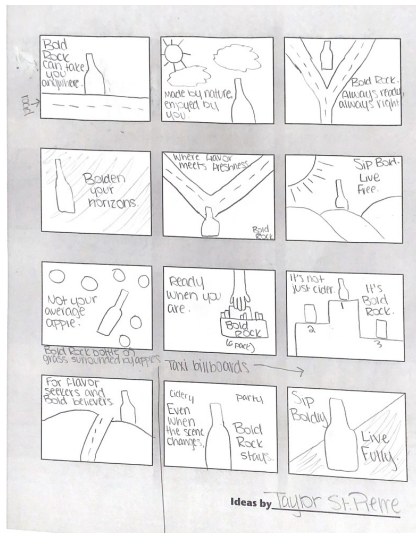 Bold
Rock
can take
you
anywhere.
road
Made by nature
enjoyed by
you
Bold Rock.
Always ready,
always right
Bolden
your
horizons.
Where flavor
meets freshness
Bold
Rock
Sip Bold.
Live
Free.
Not your
average
apple.
Bold Rock bottle on
grass surrounded by apples
Ready
When you
are.
Bold
Rock
(6 pack)
Taxi billboards
It's not
just cider.
It's
Bold
Rock.
1
2
3
For flavor
seekers and
Bold believers.
cidery
party
Even
when
the scene
changes,
Bold
Rock
stays.
Sip
Boldly
Live
Fully.
Ideas by Taylor St. Pierre